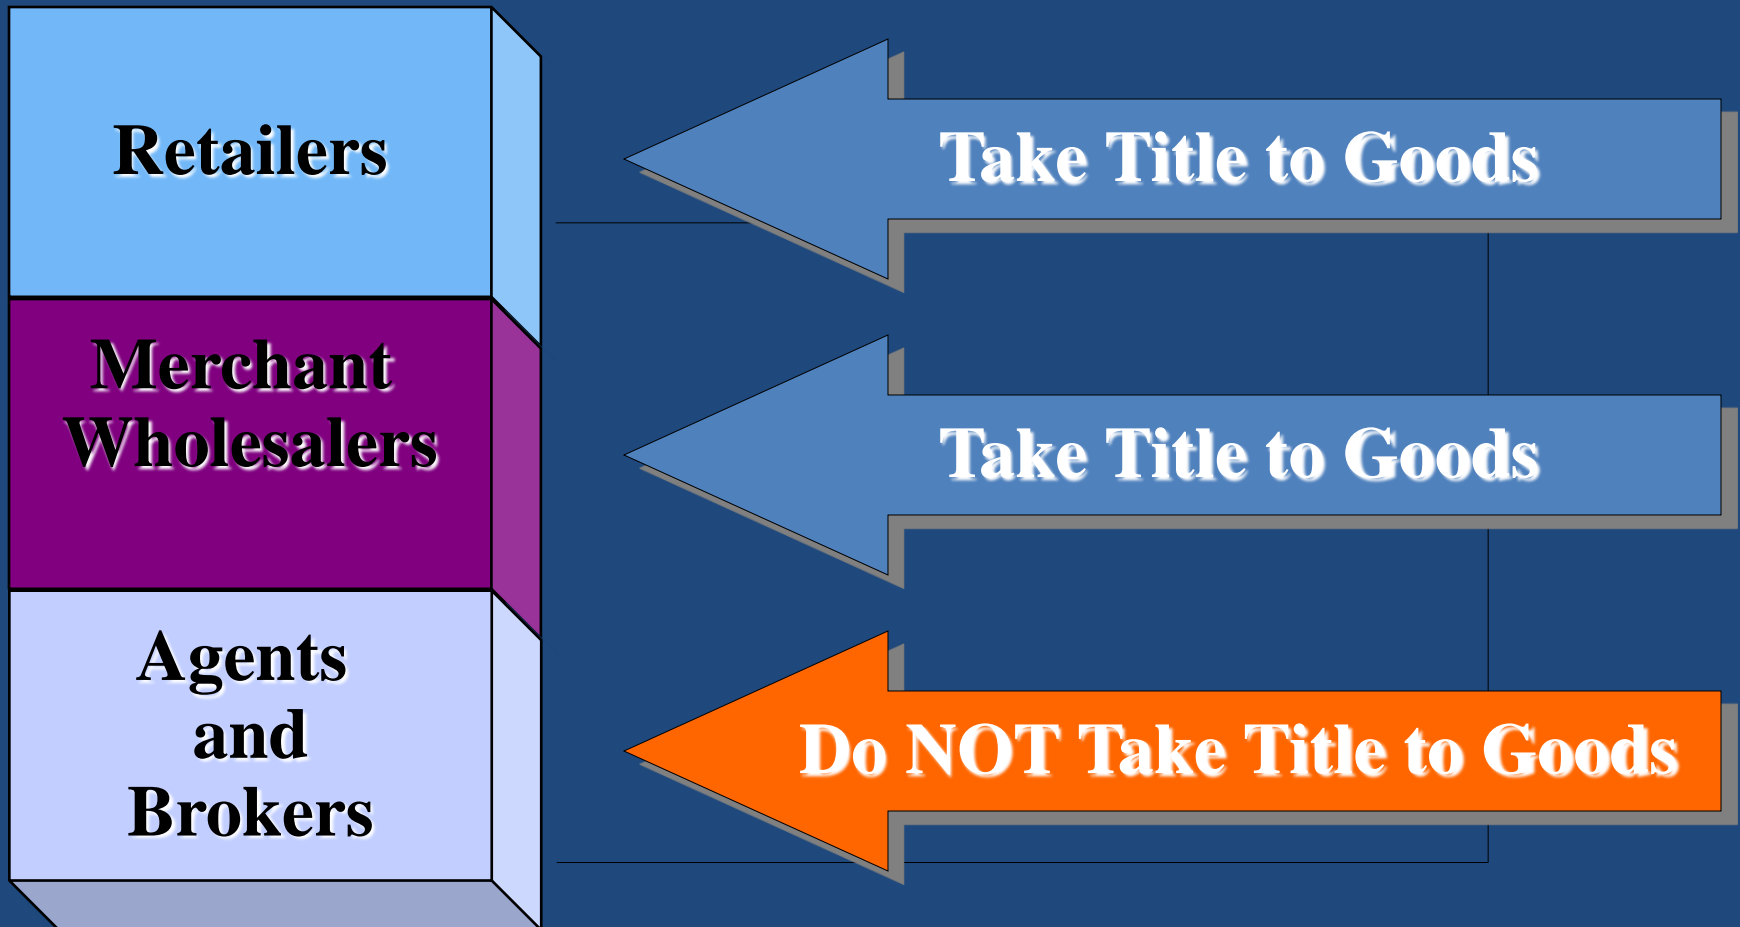 Retailers
Take Title to Goods
Merchant
Wholesalers
Take Title to Goods
Agents
and
Brokers
Do NOT Take Title to Goods